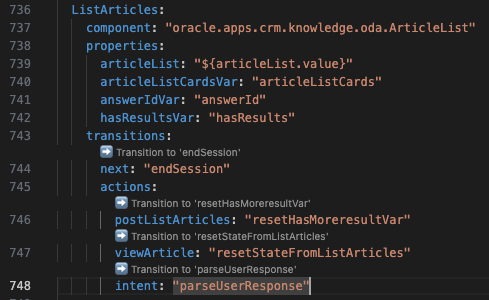 736 ListArticles:
737 component: "oracle.apps.crm.knowledge.oda.ArticleList"
738 properties:
739 articleList: "${articleList.value}"
740 articleListCardsVar: "articleListCards"
741 answerIdVar: "answerId"
742 hasResultsVar: "hasResults"
743 transitions:
➡ Transition to 'endSession'
744 next: "endSession"
745 actions:
➡ Transition to 'resetHasMoreresultVar'
746 postListArticles: "resetHasMoreresultVar"
➡ Transition to 'resetStateFromListArticles'
747 viewArticle: "resetStateFromListArticles"
➡ Transition to 'parseUserResponse'
748 intent: "parseUserResponse"